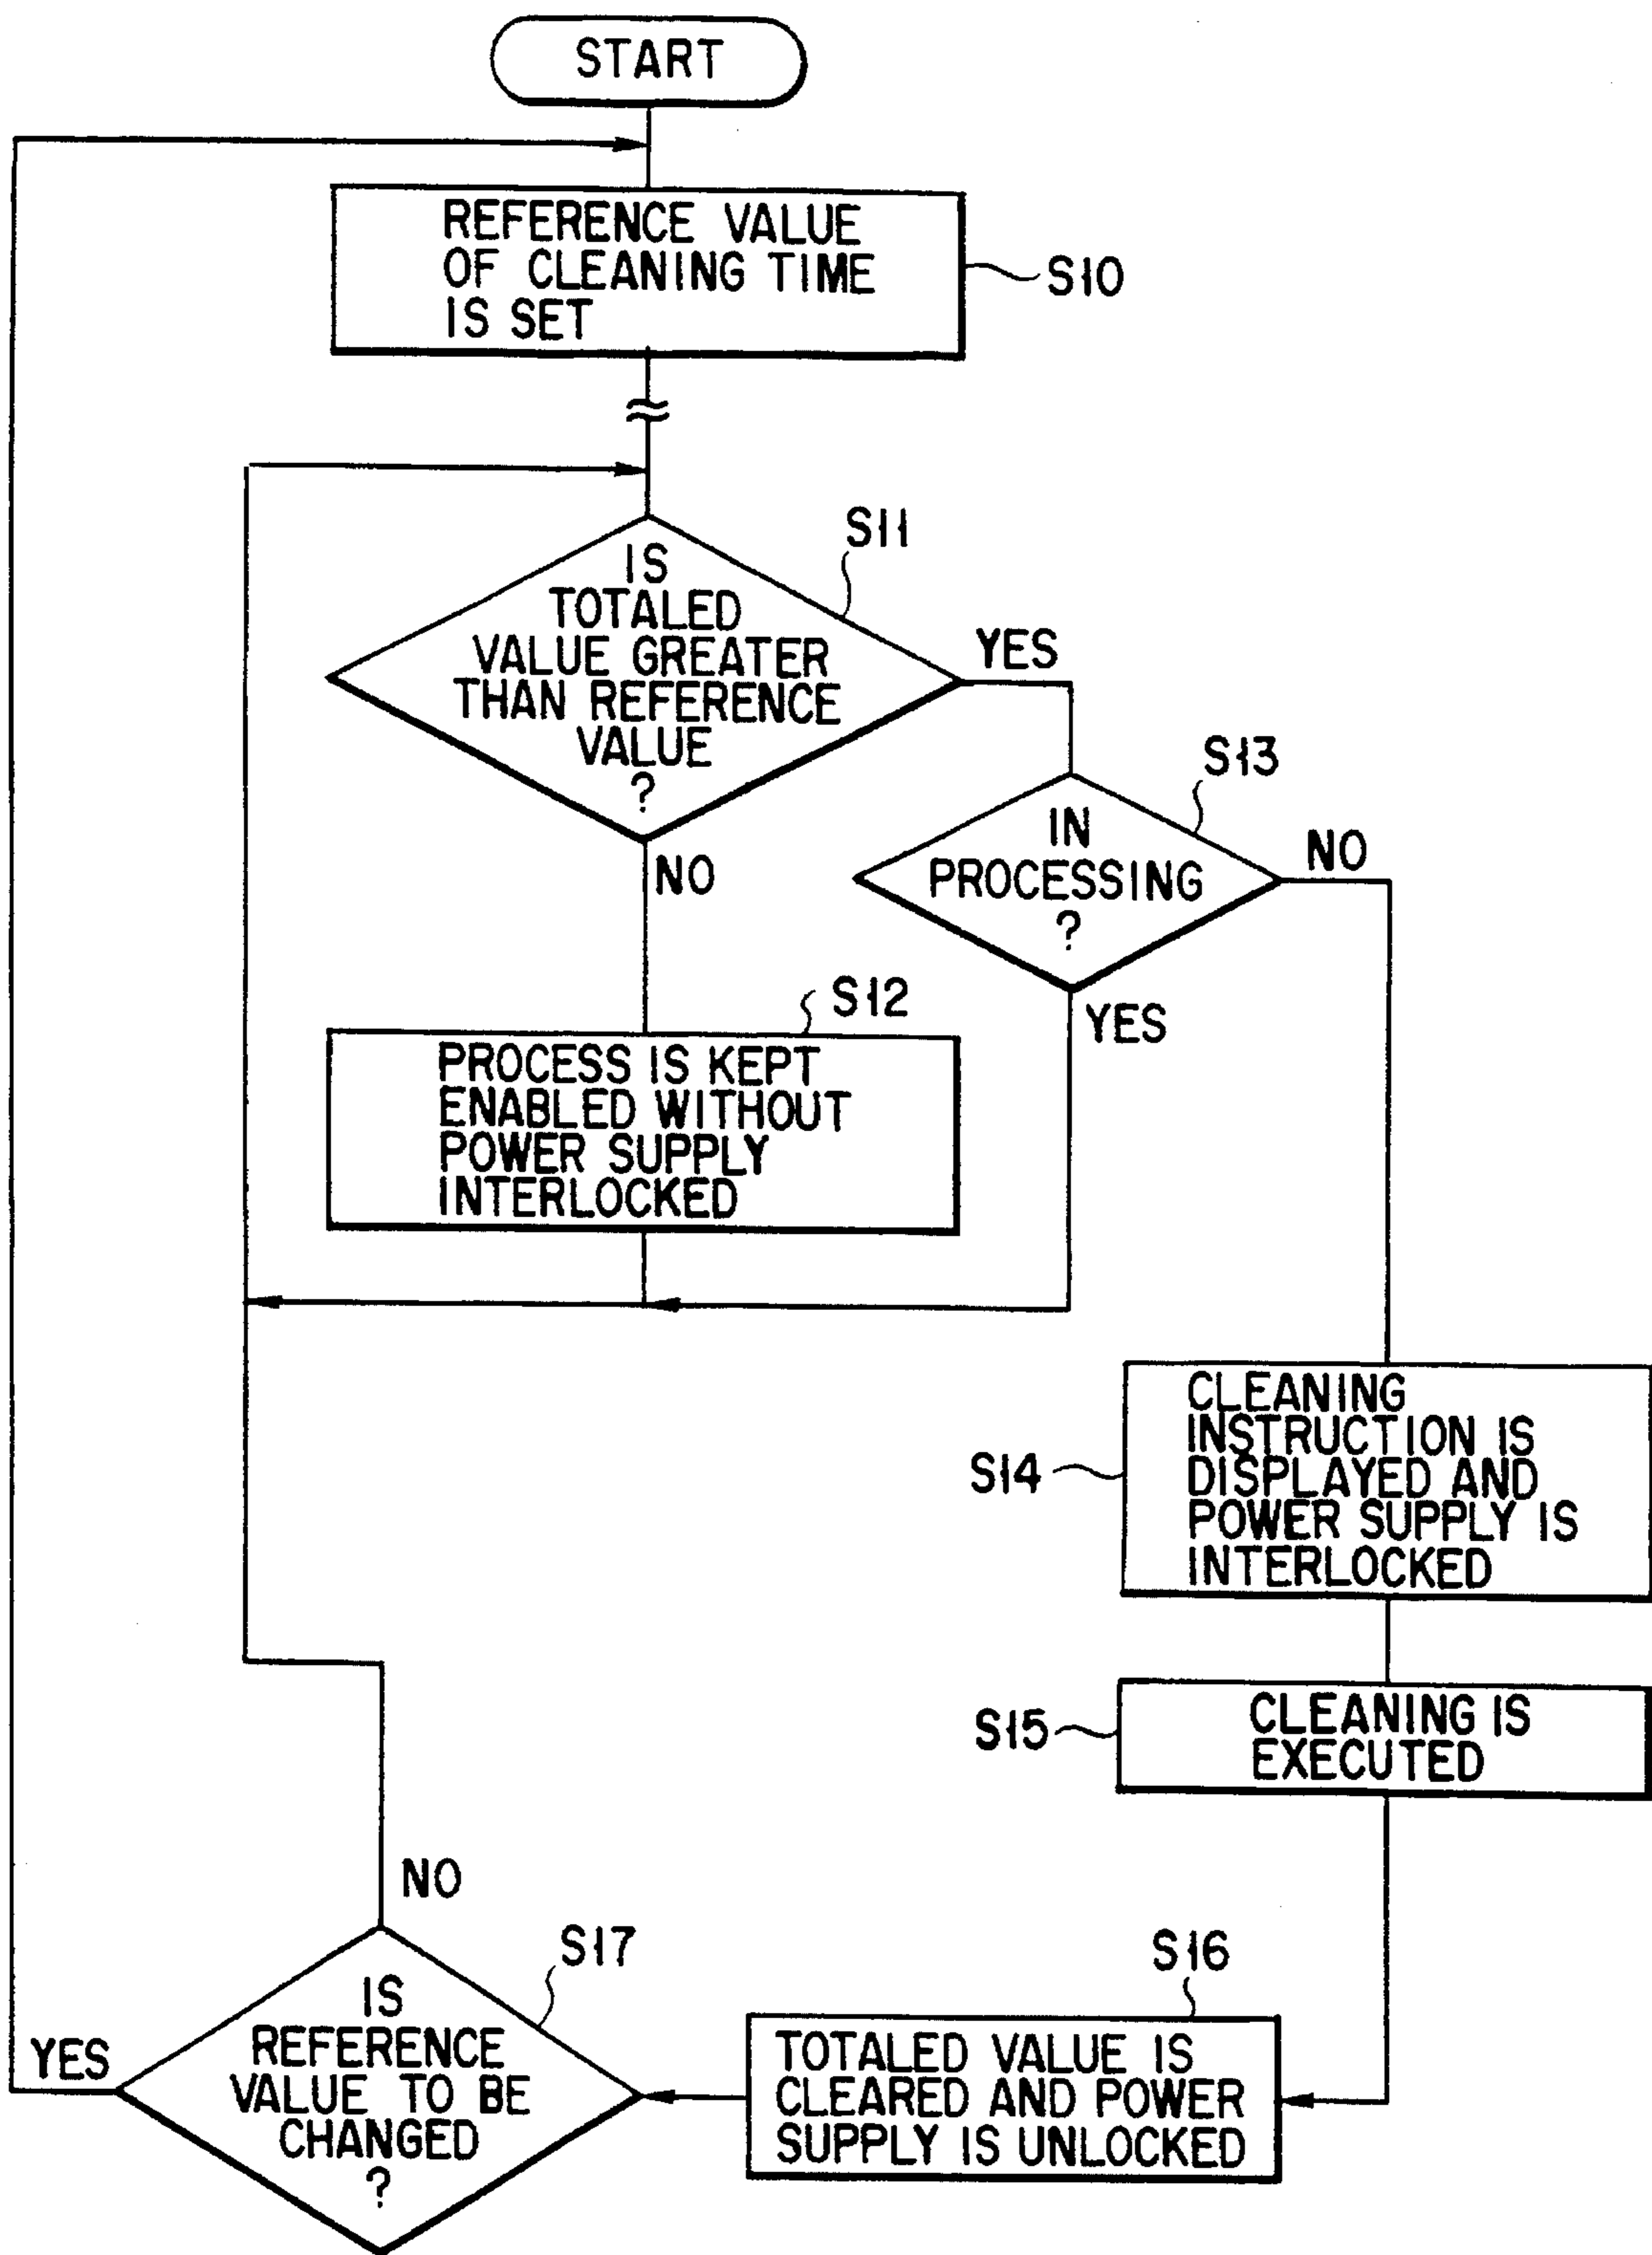 START
REFERENCE VALUE
OF CLEANING TIME
IS SET
S10
S11
IS
TOTALED
VALUE GREATER
THAN REFERENCE
VALUE
?
YES
NO
S13
IN
PROCESSING
?
NO
YES
S12
PROCESS IS KEPT
ENABLED WITHOUT
POWER SUPPLY
INTERLOCKED
S14
CLEANING
INSTRUCTION IS
DISPLAYED AND
POWER SUPPLY IS
INTERLOCKED
S15
CLEANING IS
EXECUTED
S16
TOTALED VALUE IS
CLEARED AND POWER
SUPPLY IS UNLOCKED
S17
IS
REFERENCE
VALUE TO BE
CHANGED
?
NO
YES